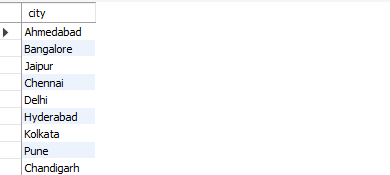 city
Ahmedabad
Bangalore
Jaipur
Chennai
Delhi
Hyderabad
Kolkata
Pune
Chandigarh